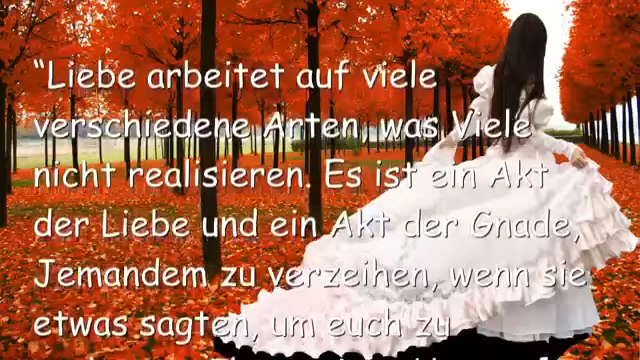 “Liebe arbeitet auf viele
verschiedene Arten, was Viele
nicht realisieren. Es ist ein Akt
der Liebe und ein Akt der Gnade,
Jemandem zu verzeihen, wenn sie
etwas sagten, um euch zu